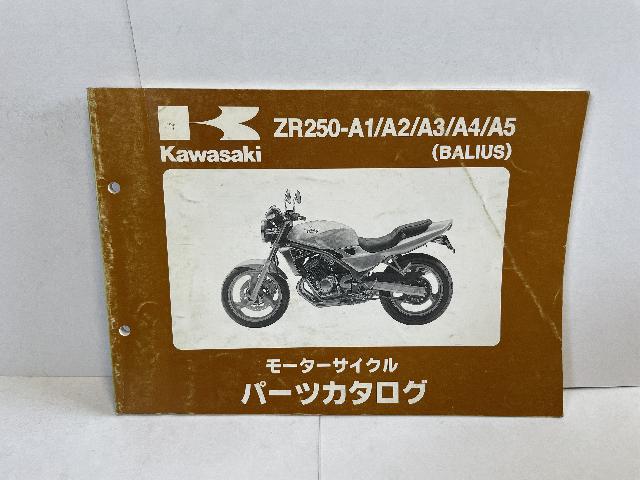 ZR250-A1/A2/A3/A4/A5
(BALIUS)
Kawasaki
モーターサイクル
パーツカタログ